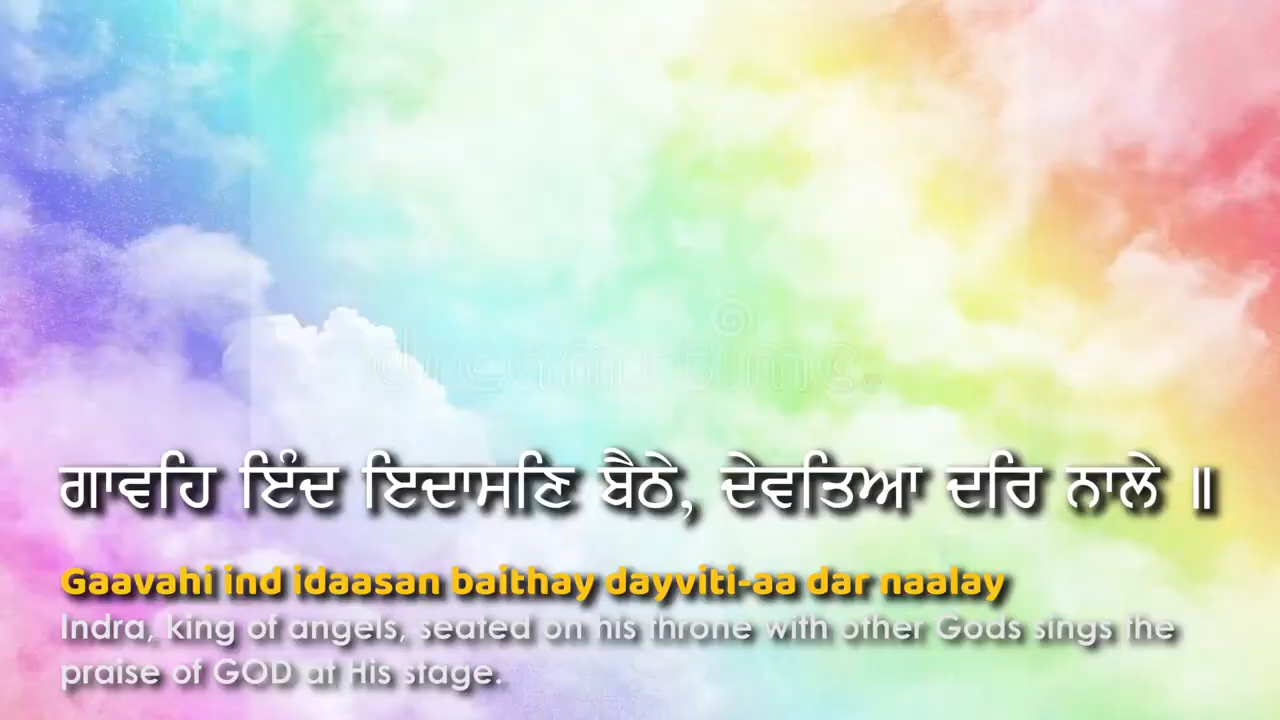 dreamstime.
ਗਾਵਹਿ ਇੰਦ ਇਦਾਸਣਿ ਬੈਠੇ, ਦੇਵਤਿਆ ਦਰਿ ਨਾਲੇ ॥
Gaavahi ind idaasan baithay dayviti-aa dar naalay
Indra, king of angels, seated on his throne with other Gods sings the
praise of GOD at His stage.